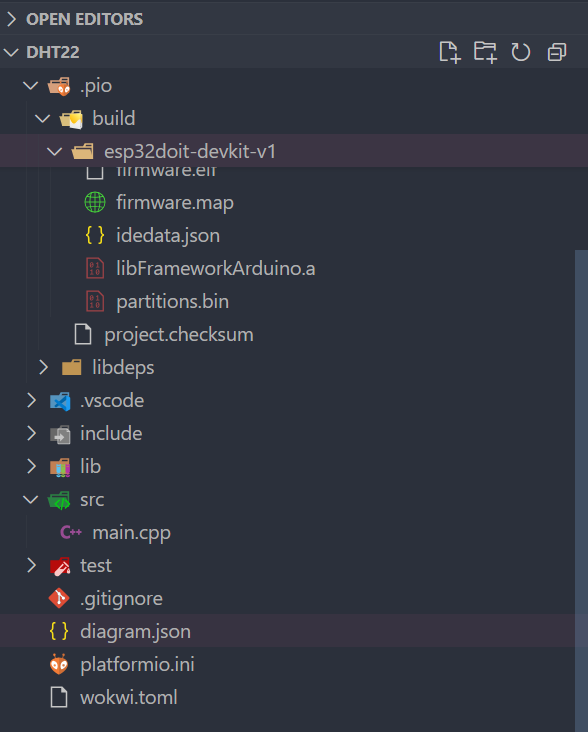 OPEN EDITORS
DHT22
.pio
build
esp32doit-devkit-v1
firmware.elf
firmware.map
idedata.json
libFrameworkArduino.a
partitions.bin
project.checksum
libdeps
.vscode
include
lib
src
main.cpp
test
.gitignore
diagram.json
platformio.ini
wokwi.toml